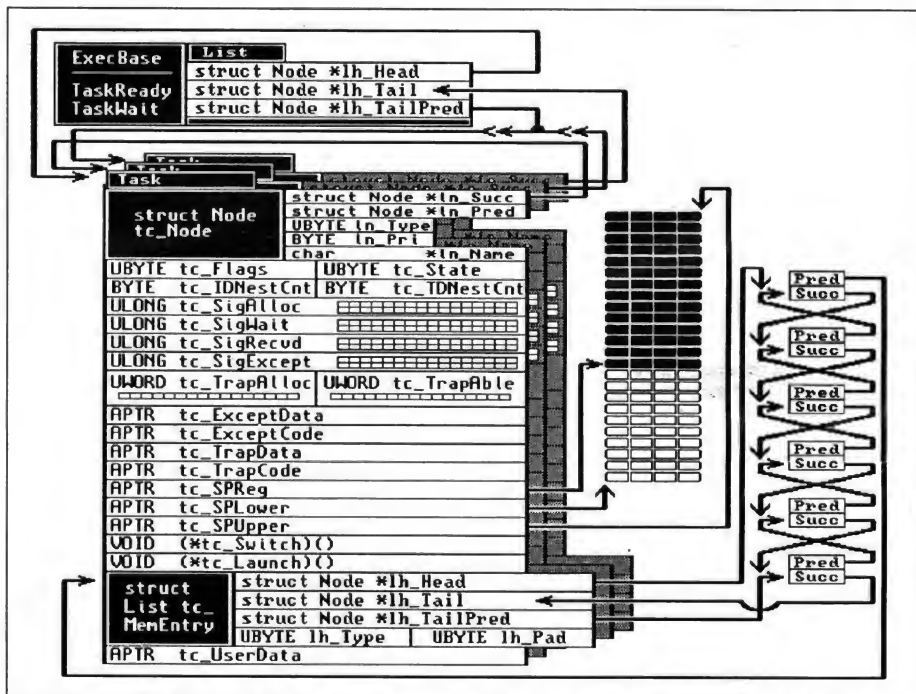 ExecBase
TaskReady
TaskWait
List
struct Node *lh_Head
struct Node *lh_Tail
struct Node *lh_TailPred
Task
Task
Task
struct Node
tc_Node
struct Node *ln_Succ
struct Node *ln_Pred
UBYTE ln_Type
BYTE ln_Pri
char *ln_Name
UBYTE tc_Flags
UBYTE tc_State
BYTE tc_IDNestCnt
BYTE tc_TDNestCnt
ULONG tc_SigAlloc
ULONG tc_SigWait
ULONG tc_SigRecvd
ULONG tc_SigExcept
UWORD tc_TrapAlloc
UWORD tc_TrapAble
APTR tc_ExceptData
APTR tc_ExceptCode
APTR tc_TrapData
APTR tc_TrapCode
APTR tc_SPReg
APTR tc_SPLower
APTR tc_SPUpper
VOID (*tc_Switch)()
VOID (*tc_Launch)()
struct
List tc_
MemEntry
struct Node *lh_Head
struct Node *lh_Tail
struct Node *lh_TailPred
UBYTE lh_Type
UBYTE lh_Pad
APTR tc_UserData
Pred
Succ
Pred
Succ
Pred
Succ
Pred
Succ
Pred
Succ
Pred
Succ